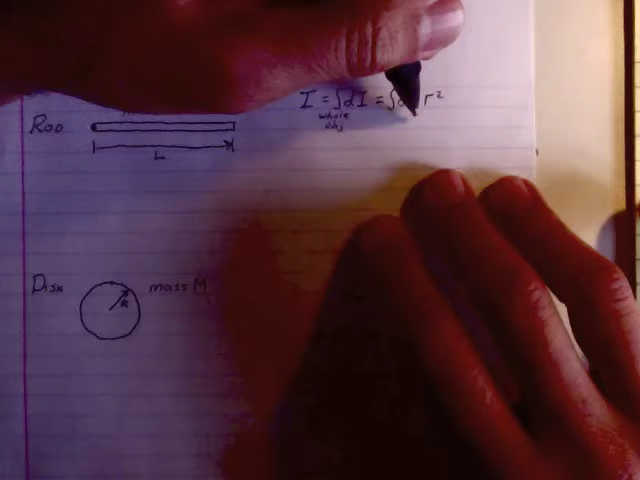 I = ∫dI = ∫ r²
whole
obj
ROD
L
DISK
R
mass M